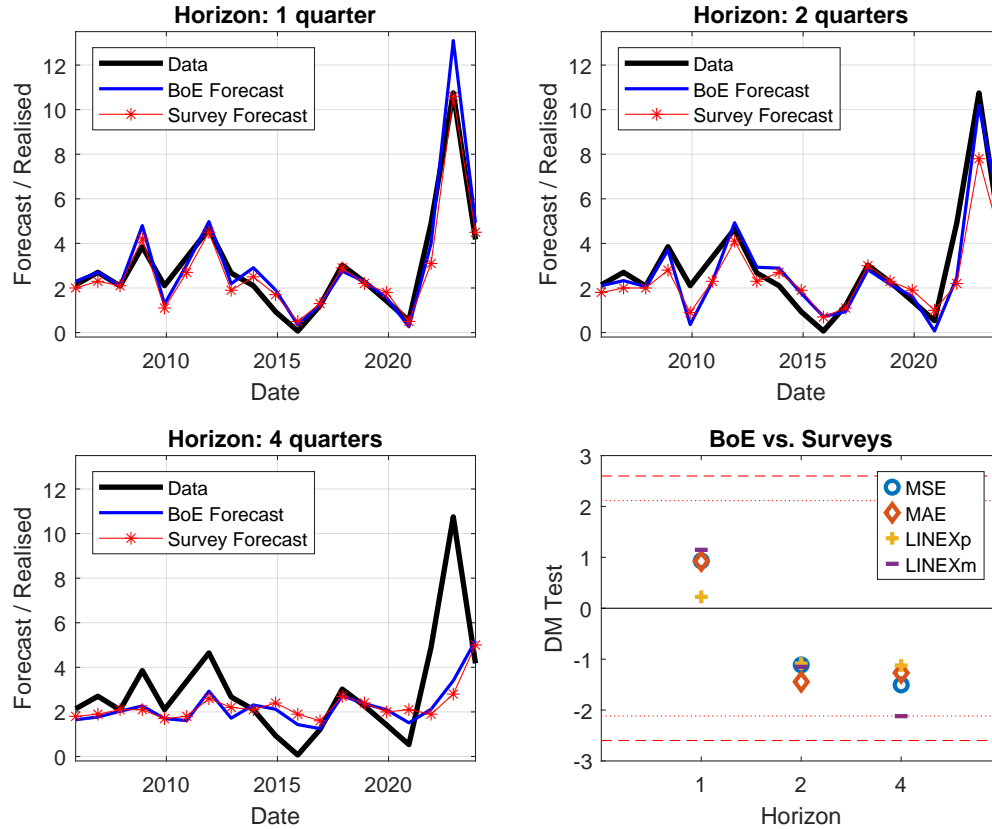 Horizon: 1 quarter
Forecast / Realised
12
10
8
6
4
2
0
Data
BoE Forecast
Survey Forecast
2010
2015
2020
Date
Horizon: 2 quarters
Forecast / Realised
12
10
8
6
4
2
0
Data
BoE Forecast
Survey Forecast
2010
2020
Date
Horizon: 4 quarters
Forecast / Realised
12
10
8
6
4
2
0
Data
BoE Forecast
Survey Forecast
2010
2020
Date
BoE vs. Surveys
DM Test
3
2
1
0
-1
-2
-3
MSE
MAE
LINEXp
LINEXm
1
2
4
Horizon